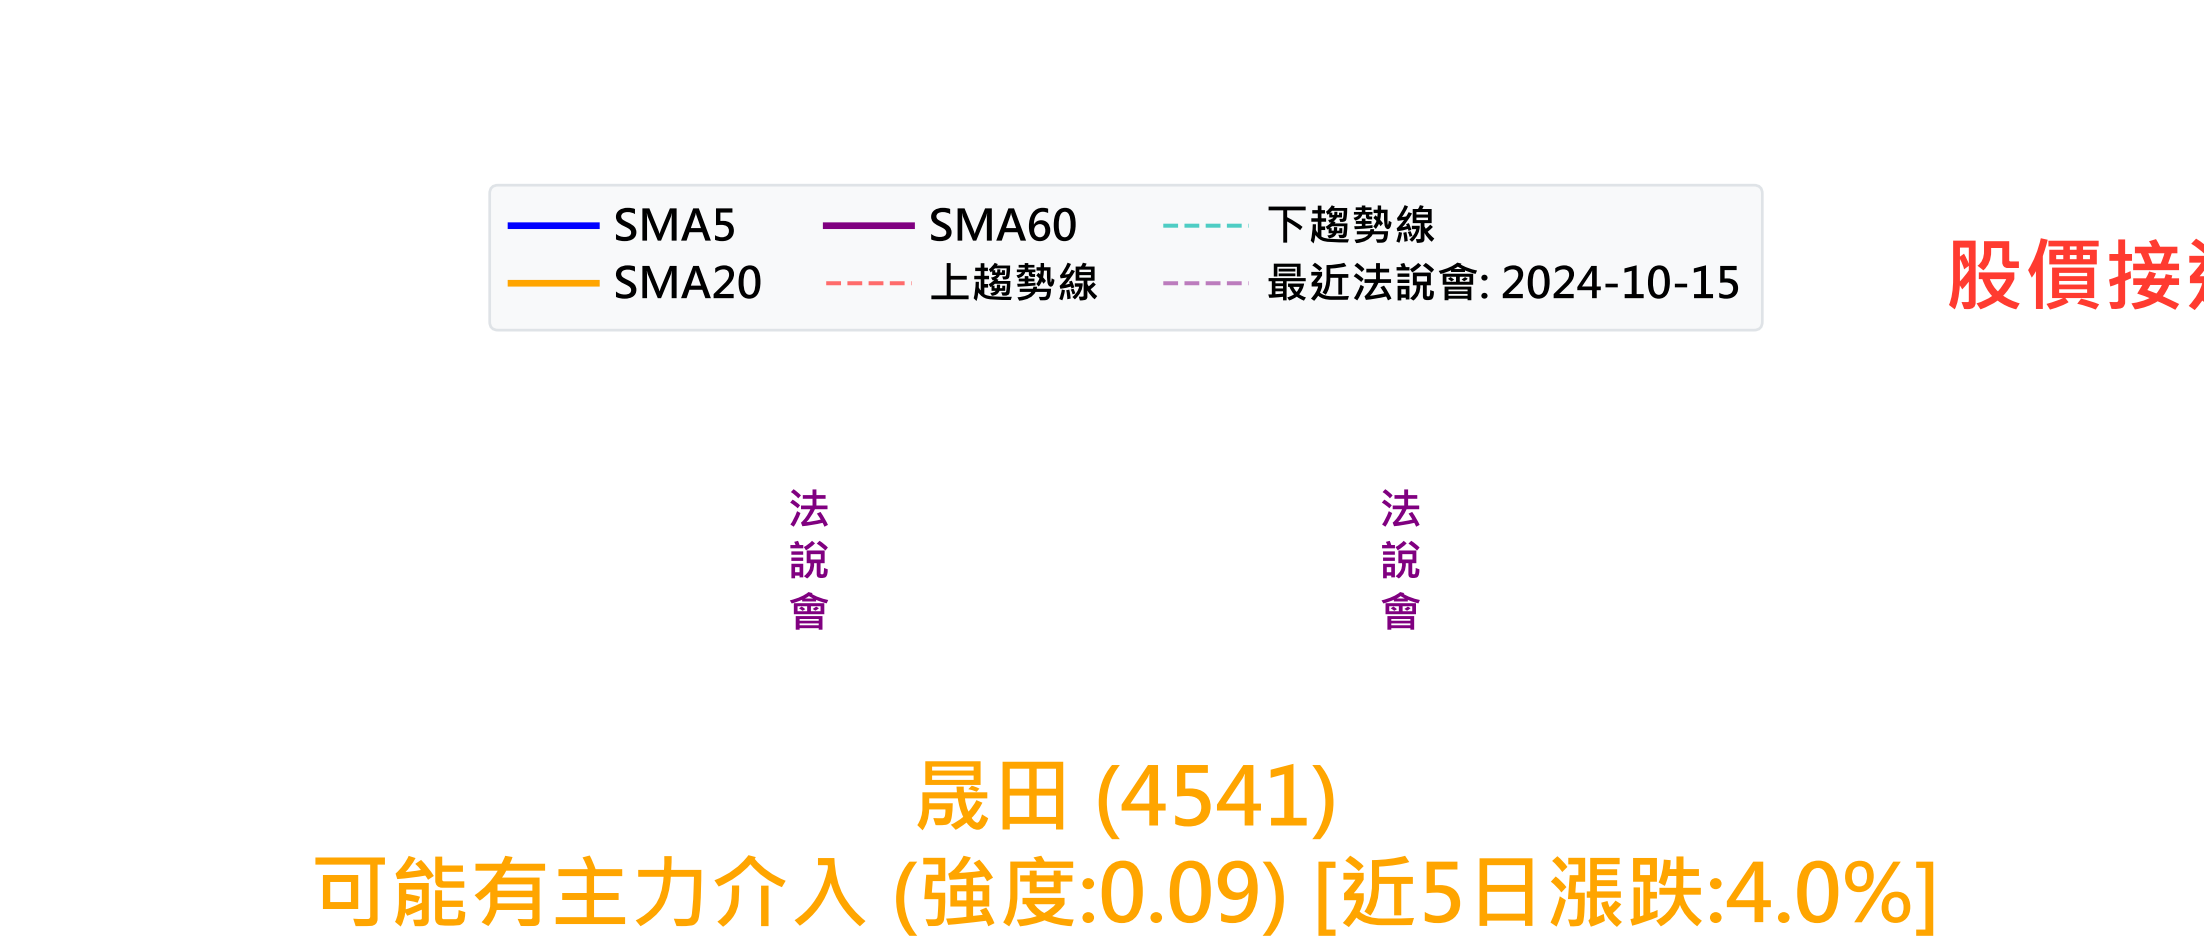 SMA5
SMA20
SMA60
上趨勢線
下趨勢線
最近法說會: 2024-10-15
股價接
法說會
法說會
晟田 (4541)
可能有主力介入 (強度:0.09) [近5日漲跌:4.0%]